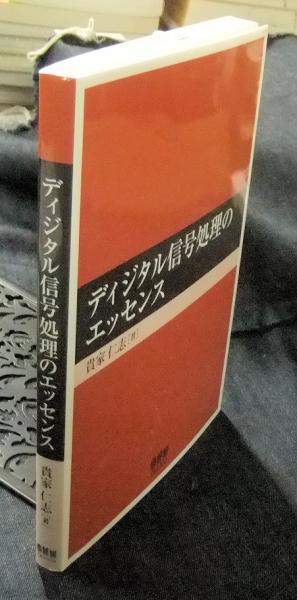 ディジタル信号処理の
エッセンス
貴家仁志[著]
ディジタル信号処理のエッセンス
貴家仁志 著